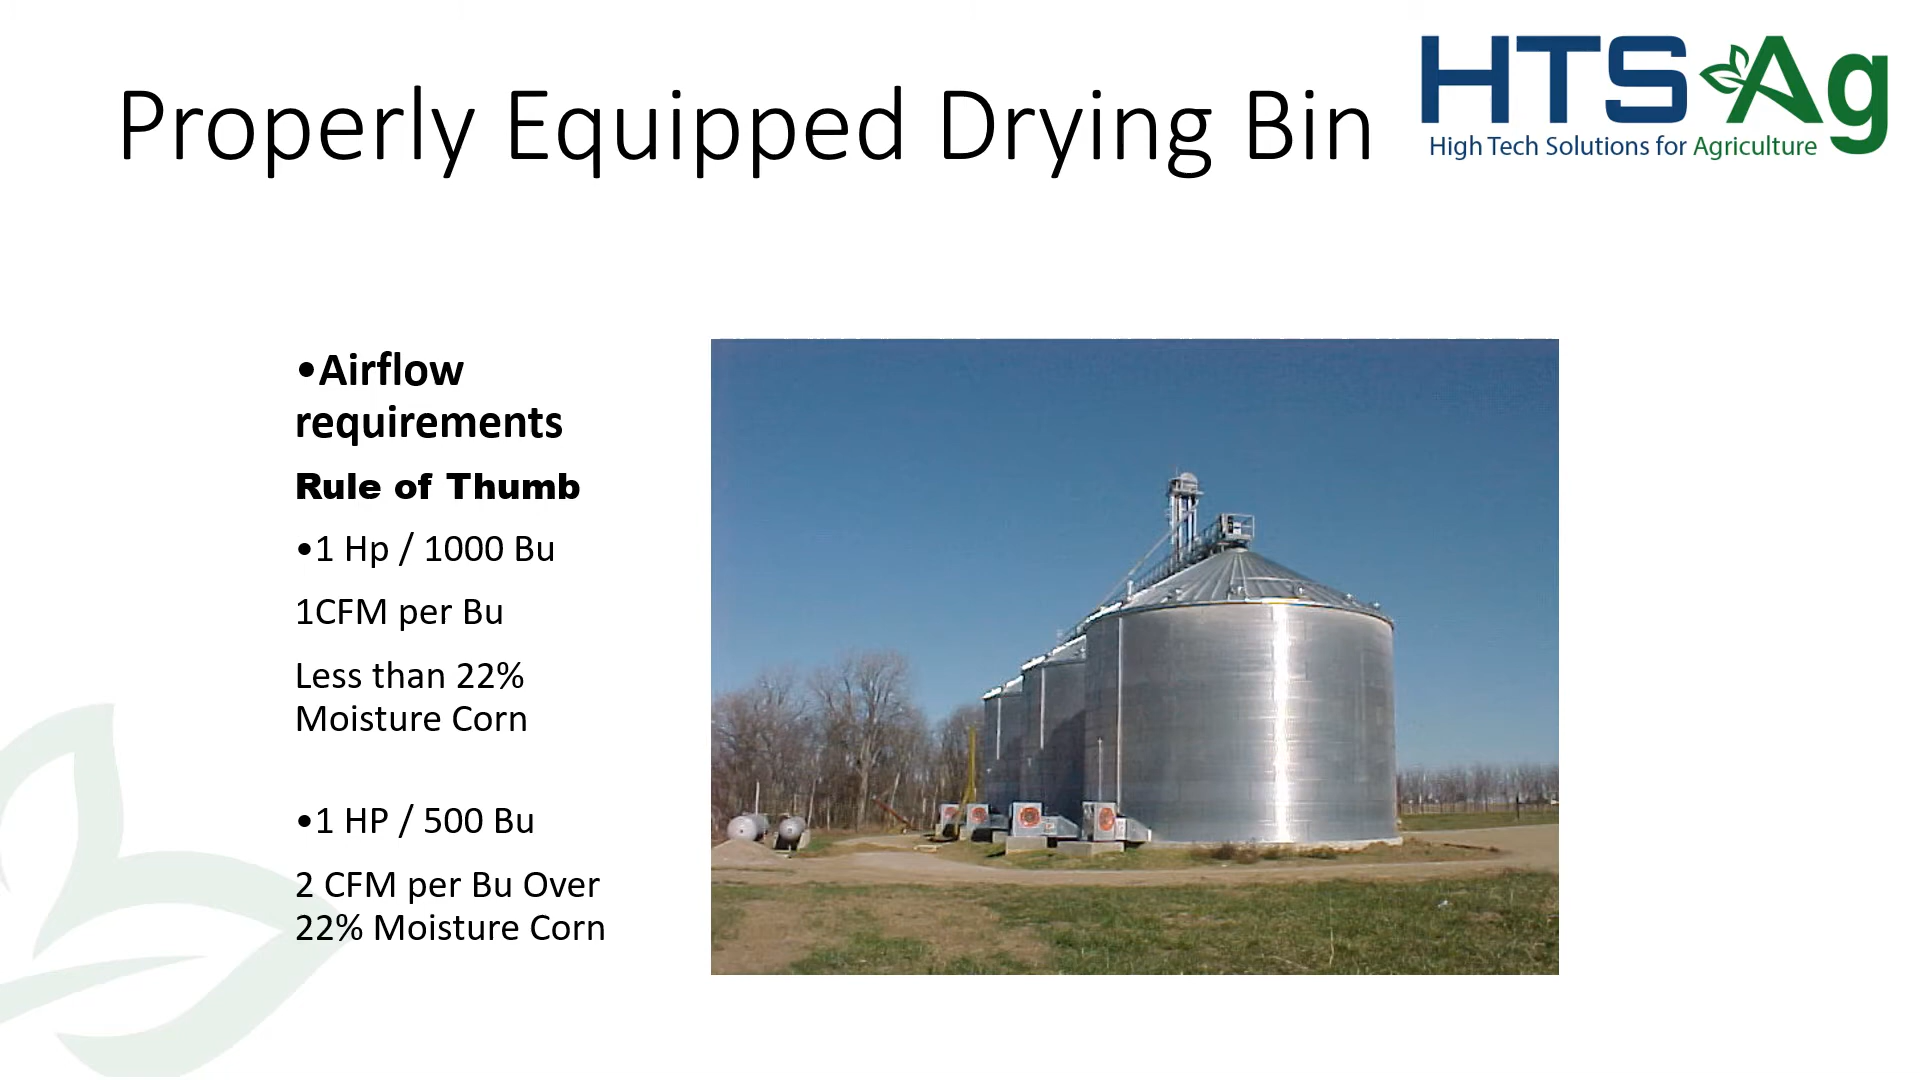 Properly Equipped Drying Bin
HTS Ag
High Tech Solutions for Agriculture
•Airflow
requirements
Rule of Thumb
•1 Hp / 1000 Bu
1CFM per Bu
Less than 22%
Moisture Corn
•1 HP / 500 Bu
2 CFM per Bu Over
22% Moisture Corn